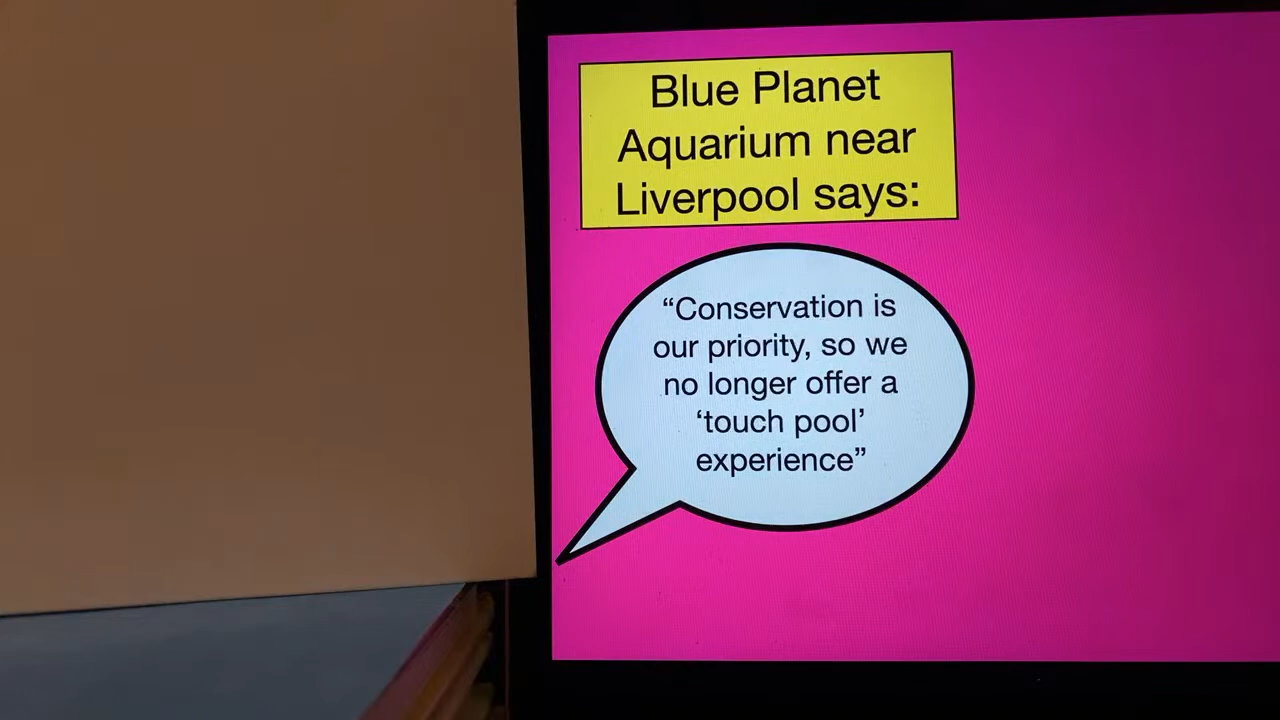 Blue Planet
Aquarium near
Liverpool says:
“Conservation is
our priority, so we
no longer offer a
‘touch pool’
experience”